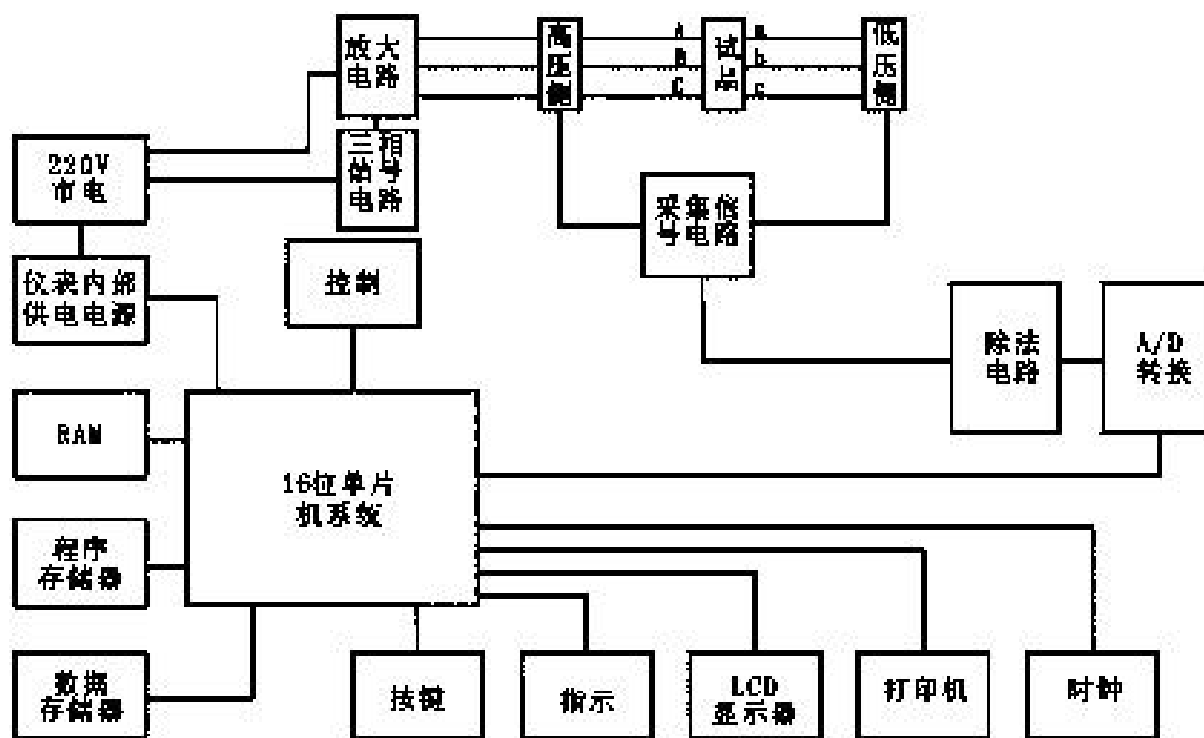 放大
电路
高
压
侧
A
B
C
试
品
a
b
c
低
压
侧
220V
市电
三相
信号
电路
采集信
号电路
仪表内部
供电电源
控制
除法
电路
A/D
转换
RAM
16位单片
机系统
程序
存储器
数据
存储器
按键
指示
LCD
显示器
打印机
时钟